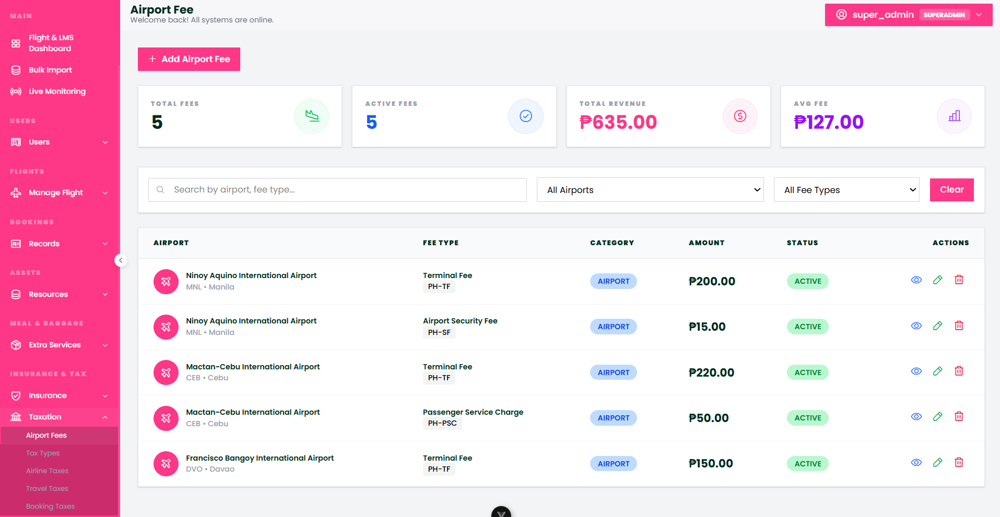 MAIN
Flight & LMS
Dashboard
Bulk Import
Live Monitoring
USERS
Users
FLIGHTS
Manage Flight
BOOKINGS
Records
ASSETS
Resources
MEAL & BAGGAGE
Extra Services
INSURANCE & TAX
Insurance
Taxation
Airport Fees
Tax Types
Airline Taxes
Travel Taxes
Booking Taxes
Airport Fee
Welcome back! All systems are online.
super_admin SUPERADMIN
Add Airport Fee
TOTAL FEES
5
ACTIVE FEES
5
TOTAL REVENUE
₱635.00
AVG FEE
₱127.00
Search by airport, fee type...
All Airports
All Fee Types
Clear
AIRPORT FEE TYPE CATEGORY AMOUNT STATUS ACTIONS
Ninoy Aquino International Airport
MNL • Manila
Terminal Fee
PH-TF
AIRPORT
₱200.00
ACTIVE
Ninoy Aquino International Airport
MNL • Manila
Airport Security Fee
PH-SF
AIRPORT
₱15.00
ACTIVE
Mactan-Cebu International Airport
CEB • Cebu
Terminal Fee
PH-TF
AIRPORT
₱220.00
ACTIVE
Mactan-Cebu International Airport
CEB • Cebu
Passenger Service Charge
PH-PSC
AIRPORT
₱50.00
ACTIVE
Francisco Bangoy International Airport
DVO • Davao
Terminal Fee
PH-TF
AIRPORT
₱150.00
ACTIVE